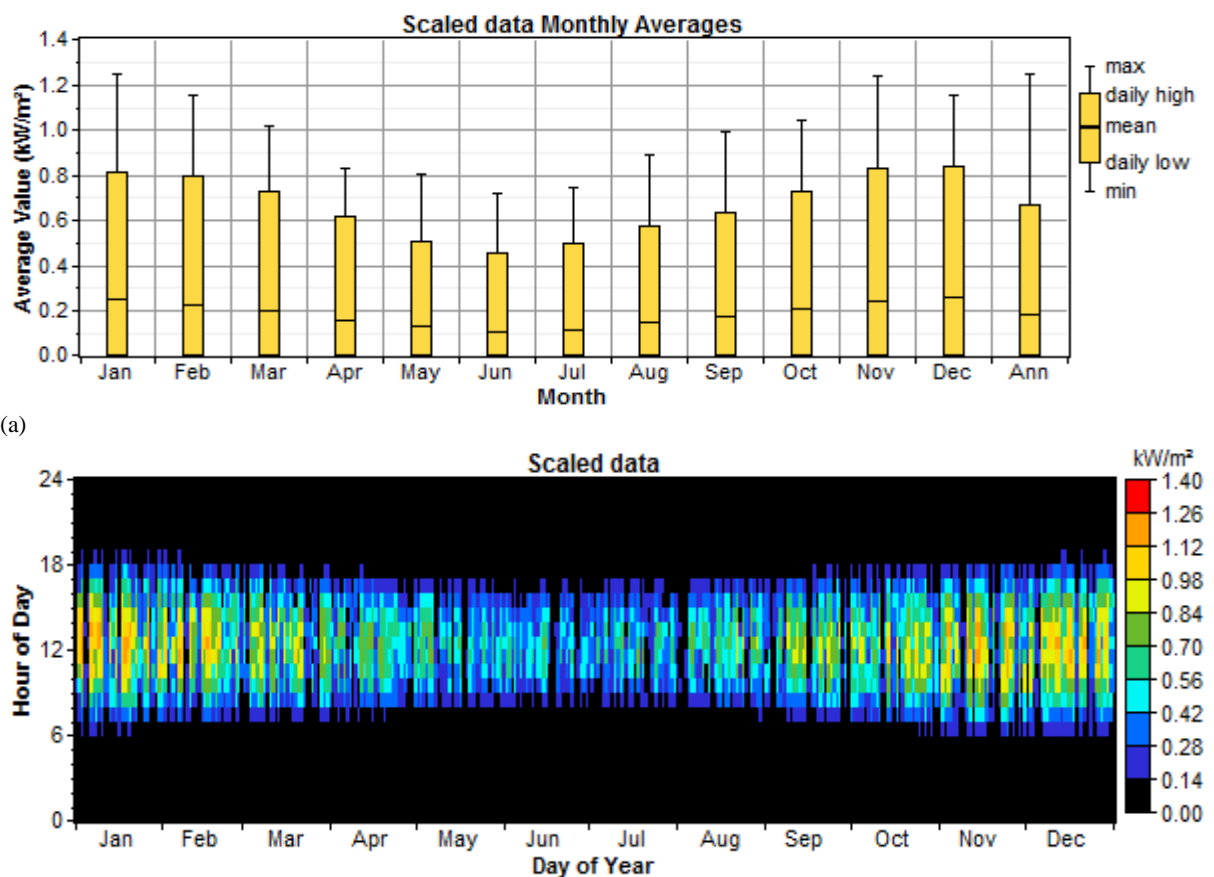 Scaled data Monthly Averages
Average Value (kW/m²)
1.4
1.2
1.0
0.8
0.6
0.4
0.2
0.0
Jan Feb Mar Apr May Jun Jul Aug Sep Oct Nov Dec Ann
Month
max
daily high
mean
daily low
min
(a)
Scaled data
Hour of Day
24
18
12
6
0
Jan Feb Mar Apr May Jun Jul Aug Sep Oct Nov Dec
Day of Year
kW/m²
1.40
1.26
1.12
0.98
0.84
0.70
0.56
0.42
0.28
0.14
0.00